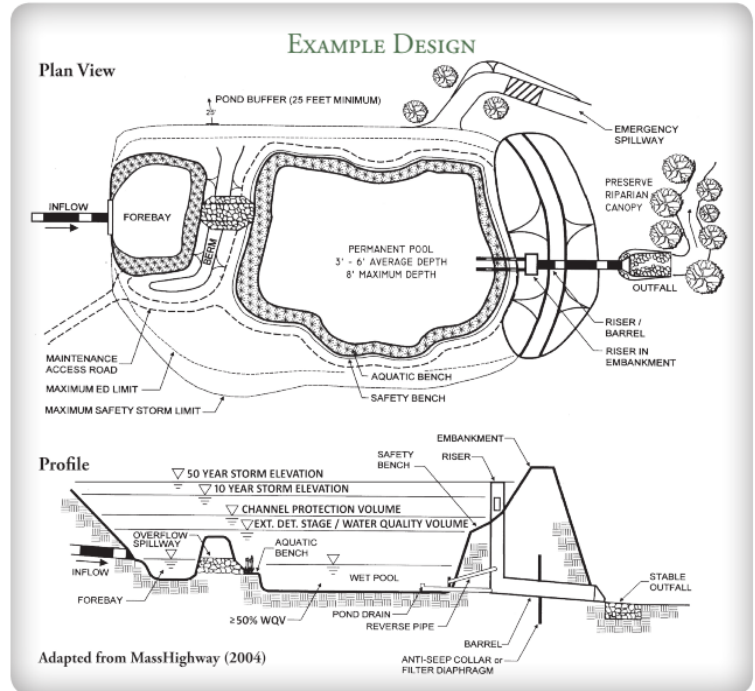 EXAMPLE DESIGN
Plan View
POND BUFFER (25 FEET MINIMUM)
25'
EMERGENCY
SPILLWAY
INFLOW
FOREBAY
BERM
PRESERVE
RIPARIAN
CANOPY
PERMANENT POOL
3' - 6' AVERAGE DEPTH
8' MAXIMUM DEPTH
OUTFALL
RISER /
BARREL
RISER IN
EMBANKMENT
MAINTENANCE
ACCESS ROAD
AQUATIC BENCH
MAXIMUM ED LIMIT
SAFETY BENCH
MAXIMUM SAFETY STORM LIMIT
Profile
EMBANKMENT
SAFETY
BENCH
RISER
50 YEAR STORM ELEVATION
10 YEAR STORM ELEVATION
CHANNEL PROTECTION VOLUME
EXT. DET. STAGE / WATER QUALITY VOLUME
OVERFLOW
SPILLWAY
AQUATIC
BENCH
INFLOW
WET POOL
STABLE
OUTFALL
FOREBAY
POND DRAIN
≥50% WQV
REVERSE PIPE
BARREL
ANTI-SEEP COLLAR or
FILTER DIAPHRAGM
Adapted from MassHighway (2004)